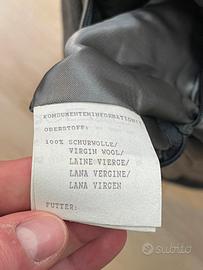 KONSUMENTENINFORMATION:
OBERSTOFF:
100% SCHURWOLLE/
VIRGIN WOOL/
LAINE VIERGE/
LANA VERGINE/
LANA VIRGEN
FUTTER:
subito